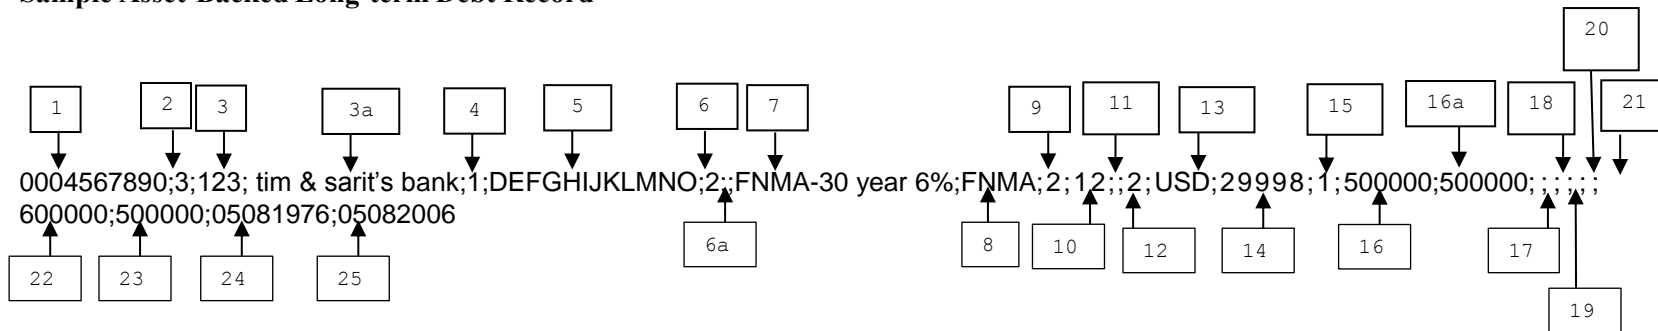 Sample Asset-Backed Long-term Debt Record
20
1 2 3 3a 4 5 6 7 9 11 13 15 16a 18 21
0004567890;3;123; tim & sarit's bank;1;DEFGHIJKLMNO;2;;FNMA-30 year 6%;FNMA;2;12;;2;USD;29998;1;500000;500000;;;;;;
600000;500000;05081976;05082006
22 23 24 25 6a 8 10 12 14 16 17
19